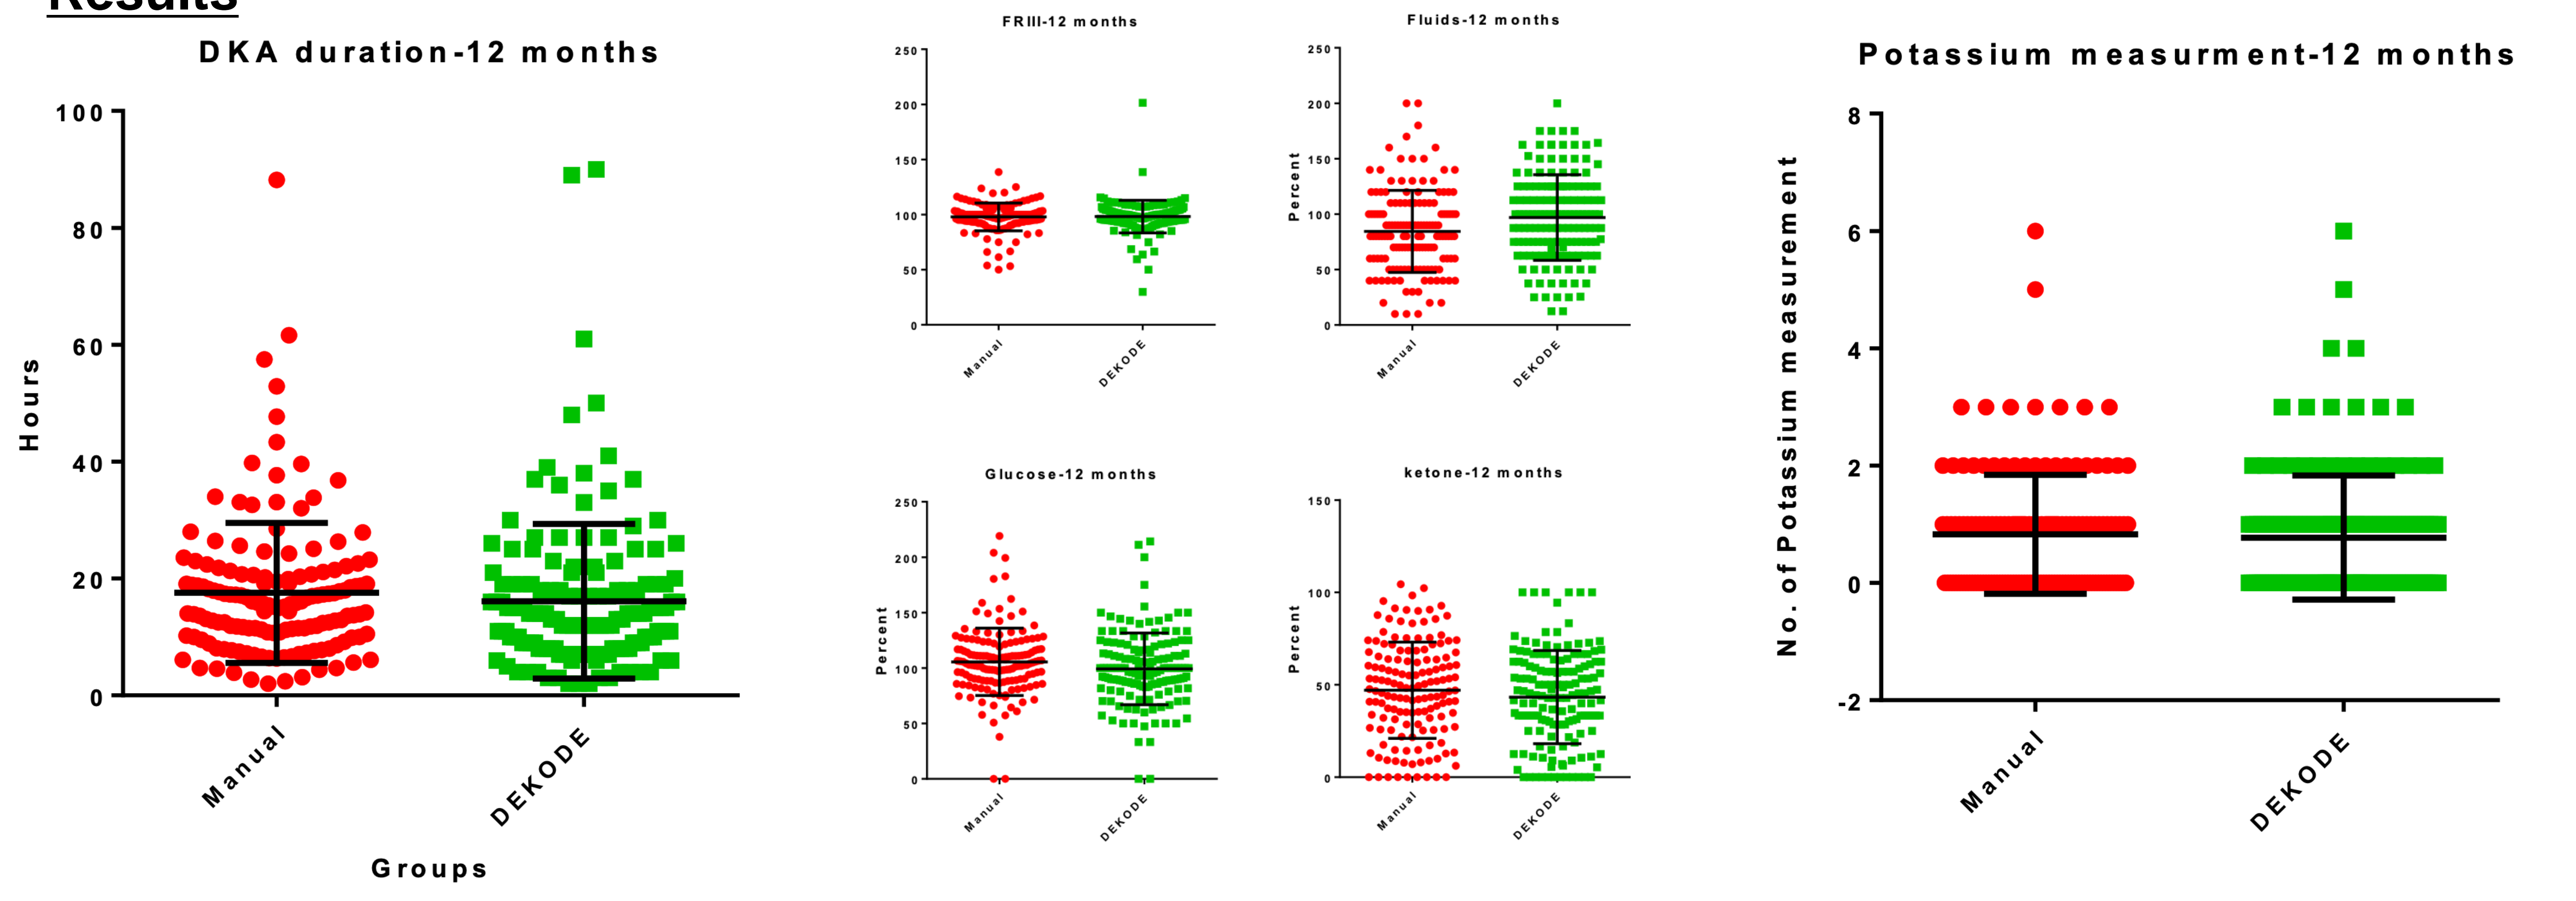 Results
DKA duration-12 months
100
80
60
40
20
0
Hours
Manual
DEKODE
Groups
FRIII-12 months
250
200
150
100
50
0
Manual
DEKODE
Fluids-12 months
250
200
150
100
50
0
Percent
Manual
DEKODE
Glucose-12 months
250
200
150
100
50
0
Percent
Manual
DEKODE
ketone-12 months
150
100
50
0
Percent
Manual
DEKODE
Potassium measurment-12 months
8
6
4
2
0
-2
No. of Potassium measurement
Manual
DEKODE